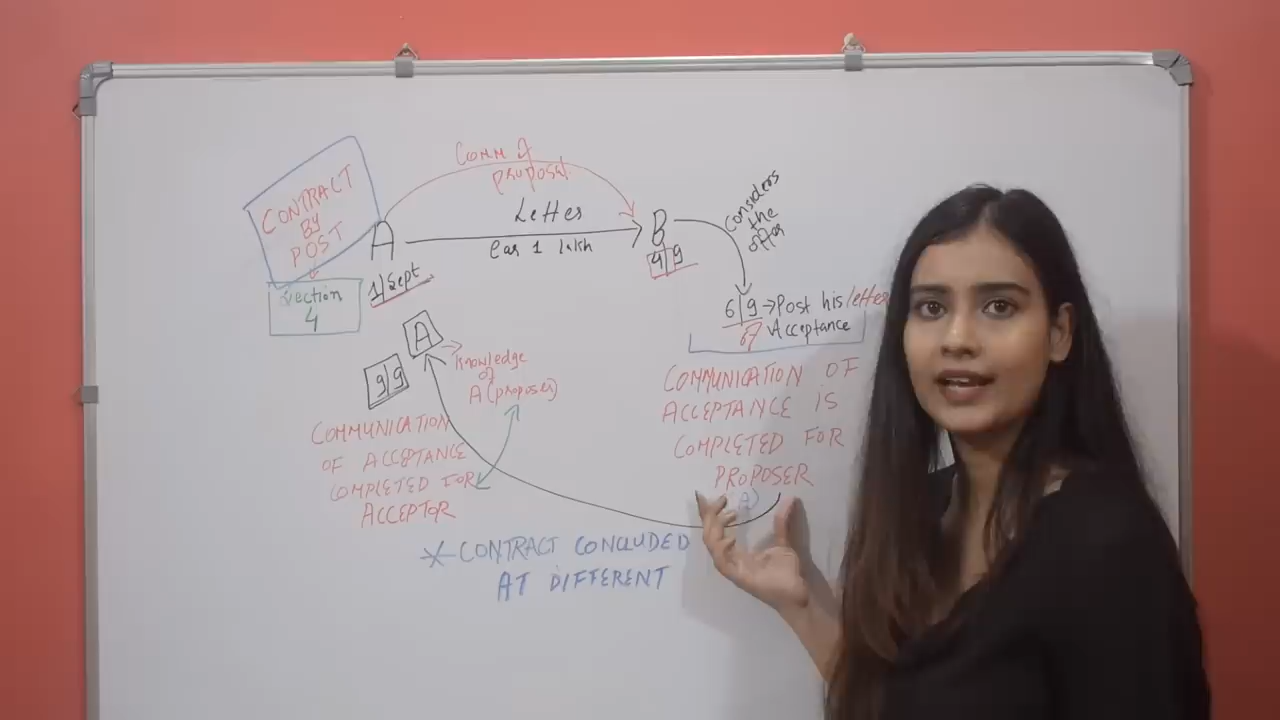 CONTRACT
BY
POST
Section
4
A
1/Sept
Comm of
proposal
Letter
Car 1 lakh
B
4/9
Considers
the
offer
6/9 → Post his letter
of Acceptance
COMMUNICATION OF
ACCEPTANCE IS
COMPLETED FOR
PROPOSER
(A)
A
9/9
Knowledge
of
A (proposer)
COMMUNICATION
OF ACCEPTANCE
COMPLETED FOR
ACCEPTOR
* CONTRACT CONCLUDED
AT DIFFERENT